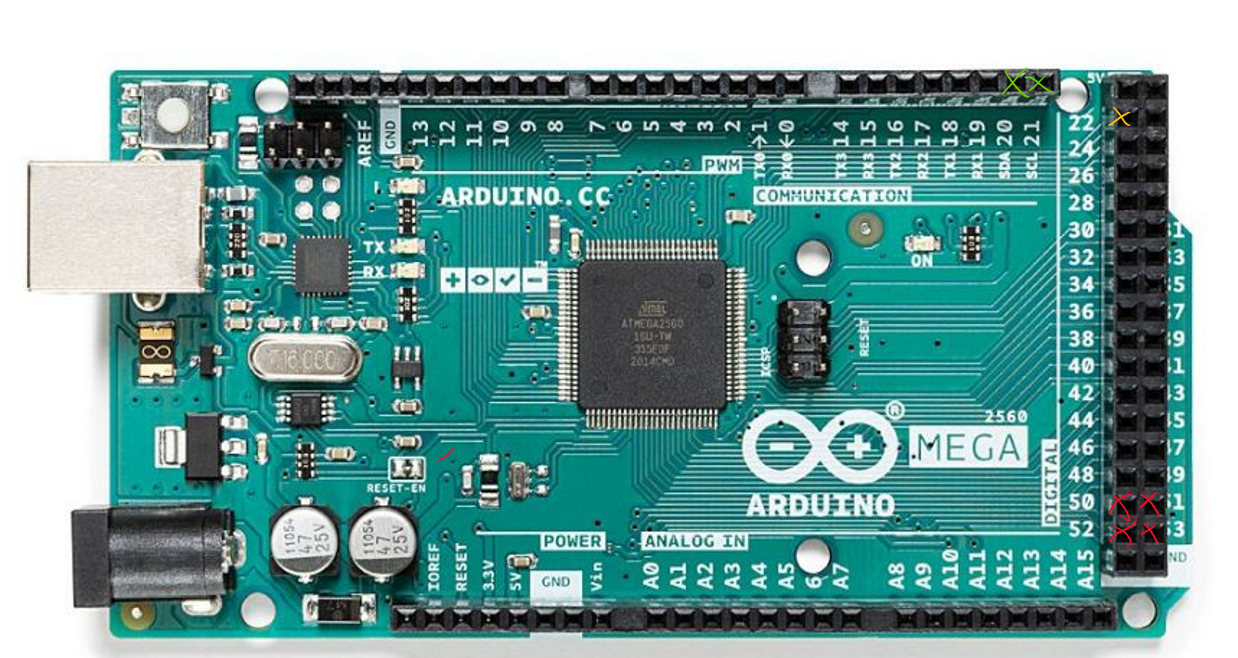 5V
AREF GND 13 12 11 10 9 8 7 6 5 4 3 2 TX0→1 RX0←0 14 15 16 17 18 19 20 21
TX3 RX3 TX2 RX2 TX1 RX1 SDA SCL
PWM
COMMUNICATION
ARDUINO.CC
TX
RX
ON
22
24
26
28
30
32
34
36
38
40
42
44
46
48
50
52
ATMEL
ATMEGA2560
16U-TW
ICSP
RESET
T16.000
2560
MEGA
ARDUINO
DIGITAL
RESET-EN
11054
47
25V
11054
47
25V
POWER
ANALOG IN
IOREF RESET 3.3V 5V GND Vin A0 A1 A2 A3 A4 A5 6 A7 A8 A9 A10 A11 A12 A13 A14 A15